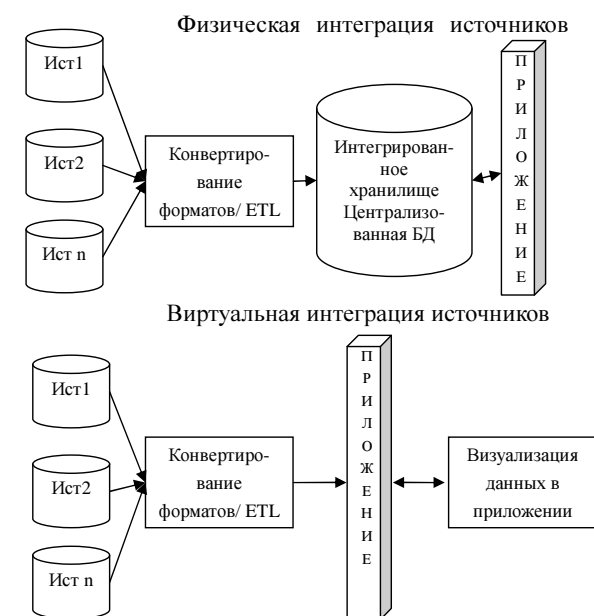 Физическая интеграция источников
Ист1
Ист2
Ист n
Конвертиро-
вание
форматов/ ETL
Интегрирован-
ное
хранилище
Централизо-
ванная БД
П
Р
И
Л
О
Ж
Е
Н
И
Е
Виртуальная интеграция источников
Ист1
Ист2
Ист n
Конвертиро-
вание
форматов/ ETL
П
Р
И
Л
О
Ж
Е
Н
И
Е
Визуализация
данных в
приложении